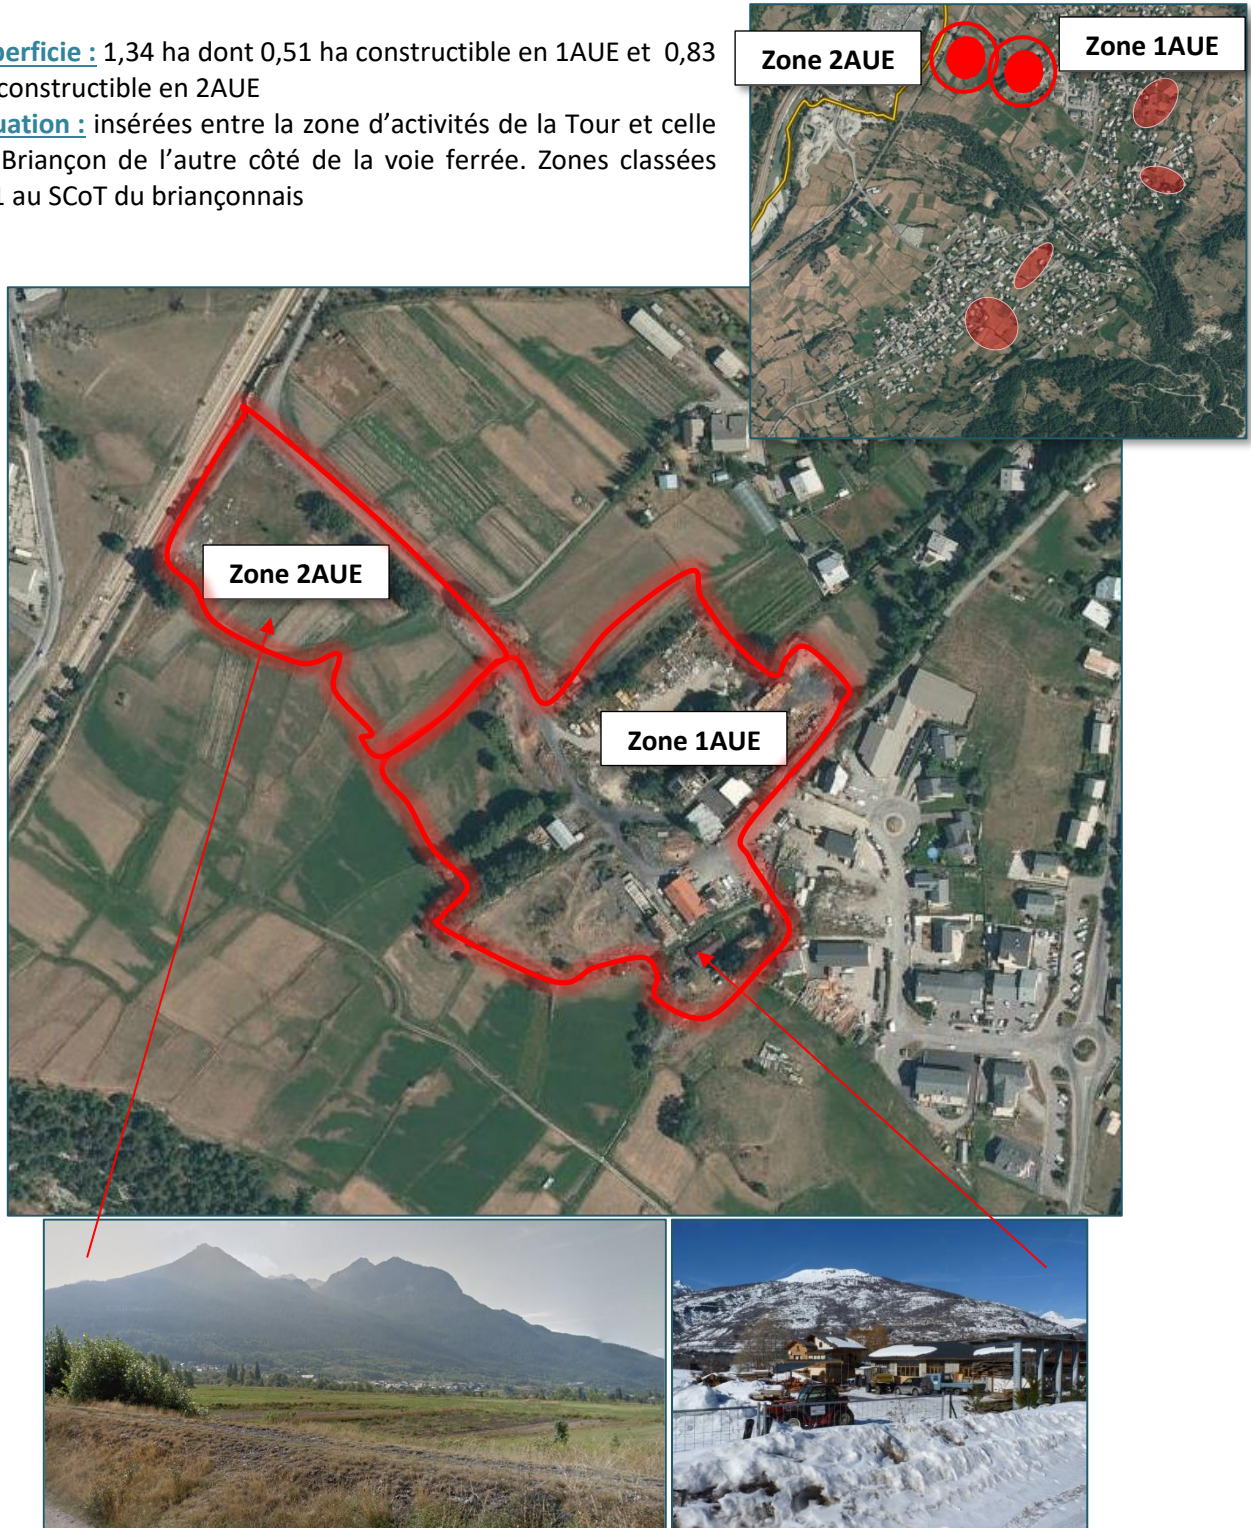 perficie : 1,34 ha dont 0,51 ha constructible en 1AUE et 0,83
constructible en 2AUE
uation : insérées entre la zone d’activités de la Tour et celle
Briançon de l’autre côté de la voie ferrée. Zones classées
1 au SCoT du briançonnais
Zone 2AUE
Zone 1AUE
Zone 2AUE
Zone 1AUE